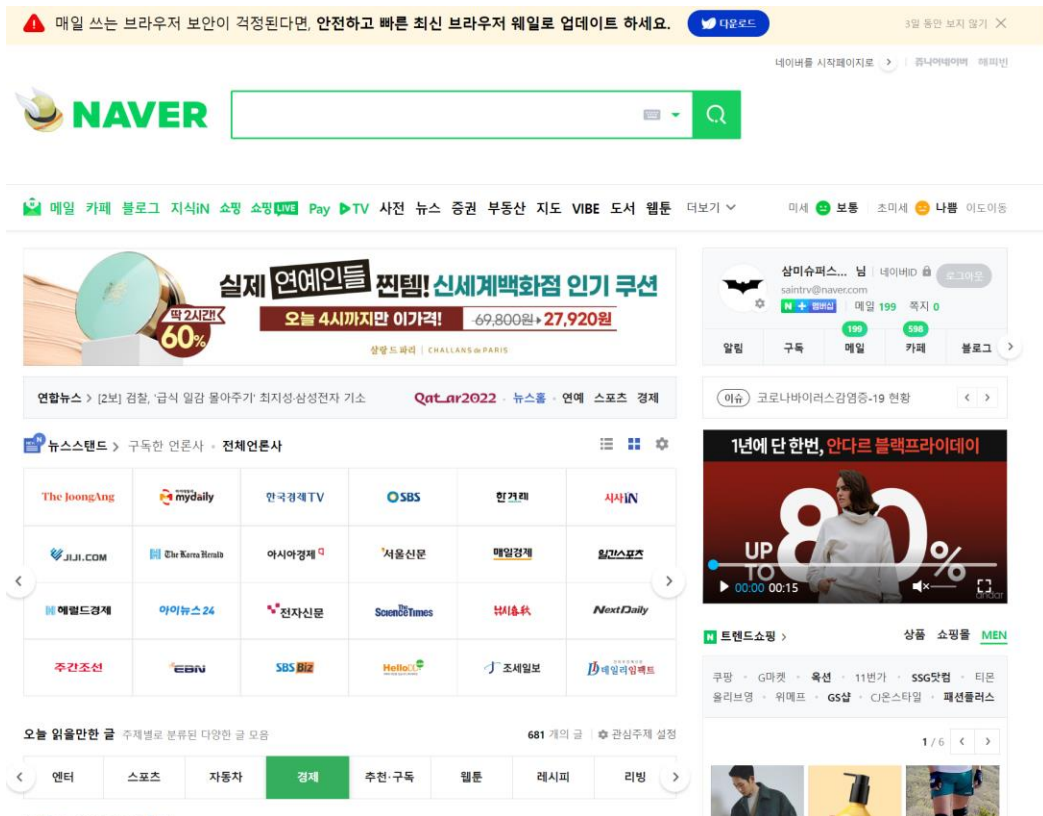 매일 쓰는 브라우저 보안이 걱정된다면, 안전하고 빠른 최신 브라우저 웨일로 업데이트 하세요. 다운로드 3일 동안 보지 않기
네이버를 시작페이지로 쥬니어네이버 해피빈
NAVER
메일 카페 블로그 지식iN 쇼핑 쇼핑LIVE Pay TV 사전 뉴스 증권 부동산 지도 VIBE 도서 웹툰 더보기 미세 보통 초미세 나쁨 이도이동
실제 연예인들 찐템! 신세계백화점 인기 쿠션
딱 2시간! 60%
오늘 4시까지만 이가격! 69,800원 27,920원
샬랑드파리 | CHALLANS de PARIS
삼미슈퍼스... 님 네이버ID 로그아웃
saintrv@naver.com
N + 멤버십 메일 199 쪽지 0
199 598
알림 구독 메일 카페 블로그
연합뉴스 > [2보] 검찰, '급식 일감 몰아주기' 최지성·삼성전자 기소 Qatar2022 뉴스홈 연예 스포츠 경제
이슈 코로나바이러스감염증-19 현황
뉴스스탠드 > 구독한 언론사 · 전체언론사
The JoongAng mydaily 한국경제TV SBS 한겨레 시사IN
JIJI.COM The Korea Herald 아시아경제 서울신문 매일경제 일간스포츠
헤럴드경제 아이뉴스24 전자신문 The ScienceTimes 뉴스춘추 NextDaily
주간조선 EBN SBS Biz HelloDD 조세일보 데일리임팩트
1년에 단 한번, 안다르 블랙프라이데이
UP TO 80%
00:00 00:15
andar
N 트렌드쇼핑 > 상품 쇼핑몰 MEN
쿠팡 · G마켓 · 옥션 · 11번가 · SSG닷컴 · 티몬
올리브영 · 위메프 · GS샵 · CJ온스타일 · 패션플러스
1 / 6
오늘 읽을만한 글 주제별로 분류된 다양한 글 모음 681 개의 글 관심주제 설정
엔터 스포츠 자동차 경제 추천·구독 웹툰 레시피 리빙